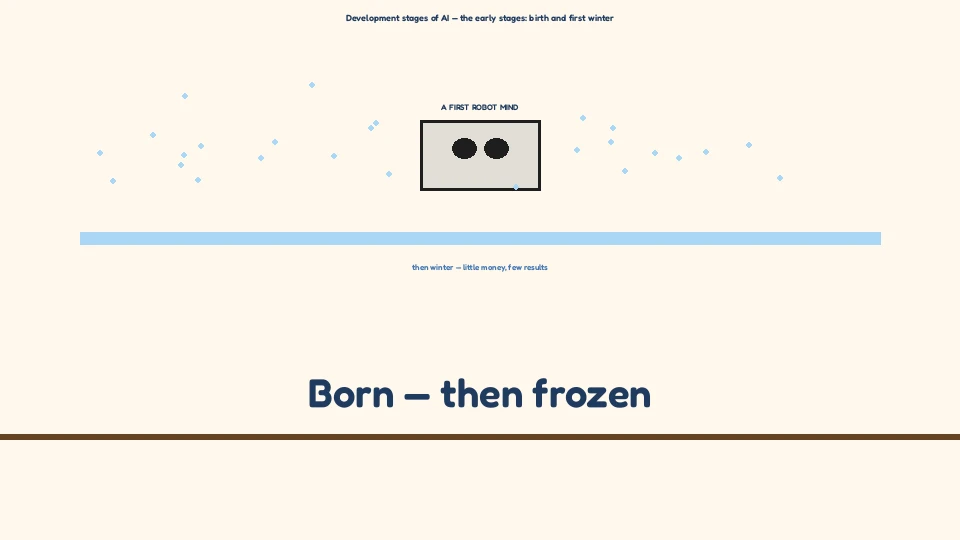 Development stages of AI — the early stages: birth and first winter
A FIRST ROBOT MIND
then winter — little money, few results
Born — then frozen